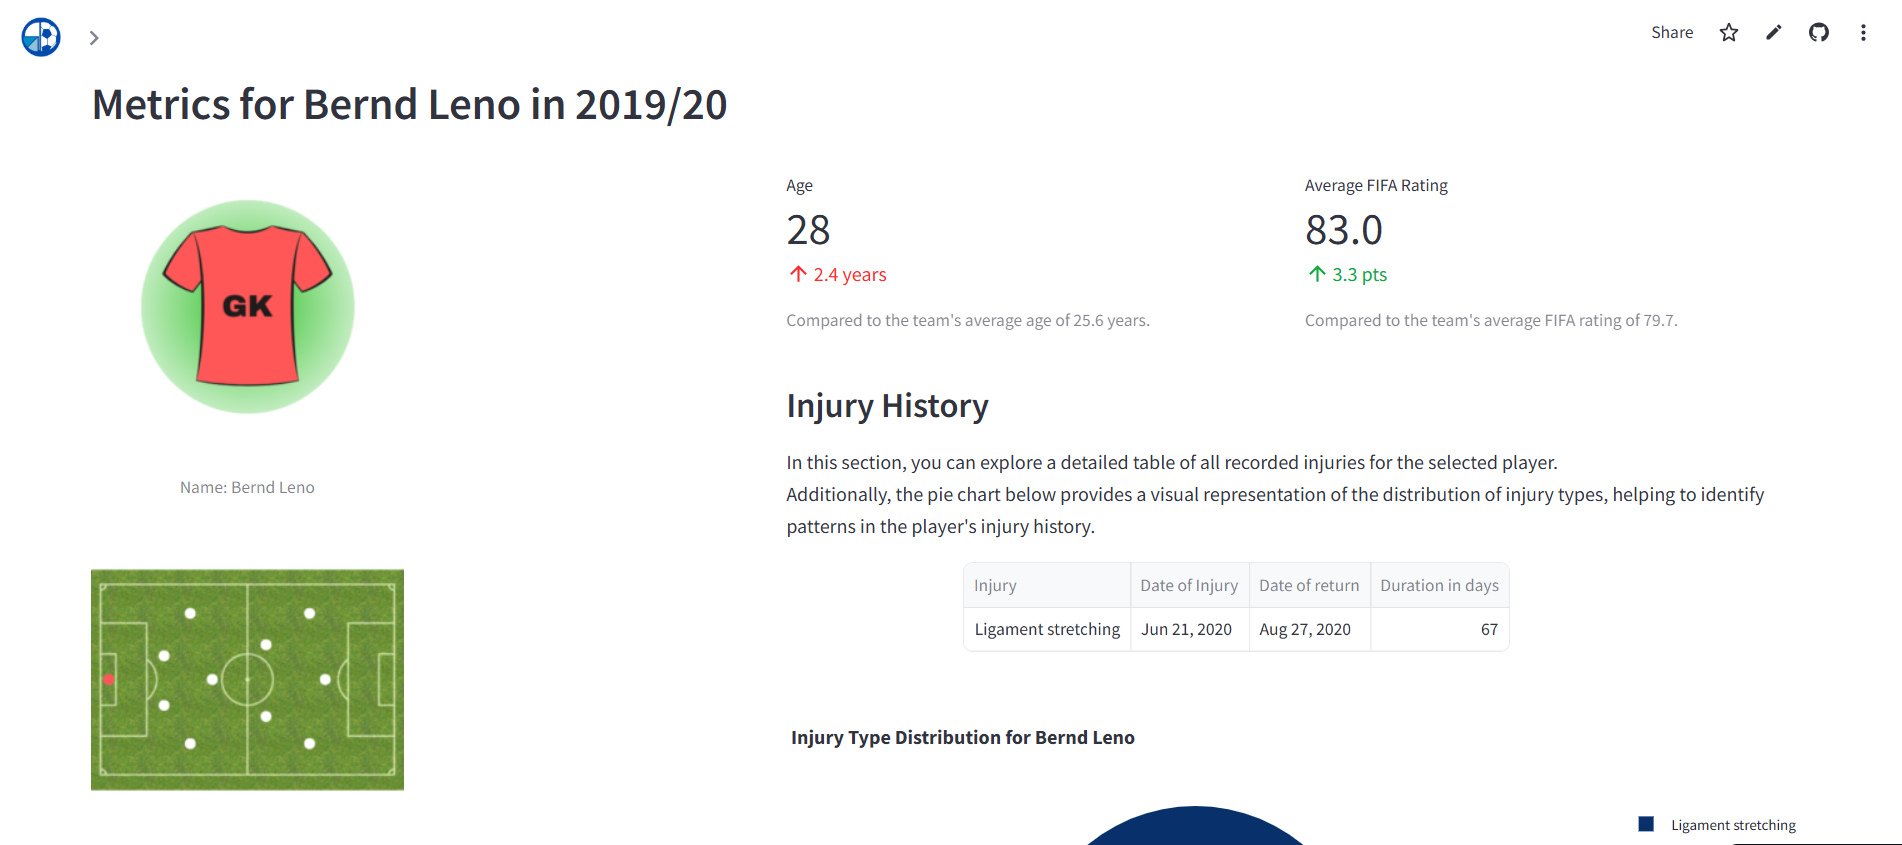 Share
Metrics for Bernd Leno in 2019/20
GK
Name: Bernd Leno
Age
28
2.4 years
Compared to the team's average age of 25.6 years.
Average FIFA Rating
83.0
3.3 pts
Compared to the team's average FIFA rating of 79.7.
Injury History
In this section, you can explore a detailed table of all recorded injuries for the selected player.
Additionally, the pie chart below provides a visual representation of the distribution of injury types, helping to identify
patterns in the player's injury history.
Injury Date of Injury Date of return Duration in days
Ligament stretching Jun 21, 2020 Aug 27, 2020 67
Injury Type Distribution for Bernd Leno
Ligament stretching